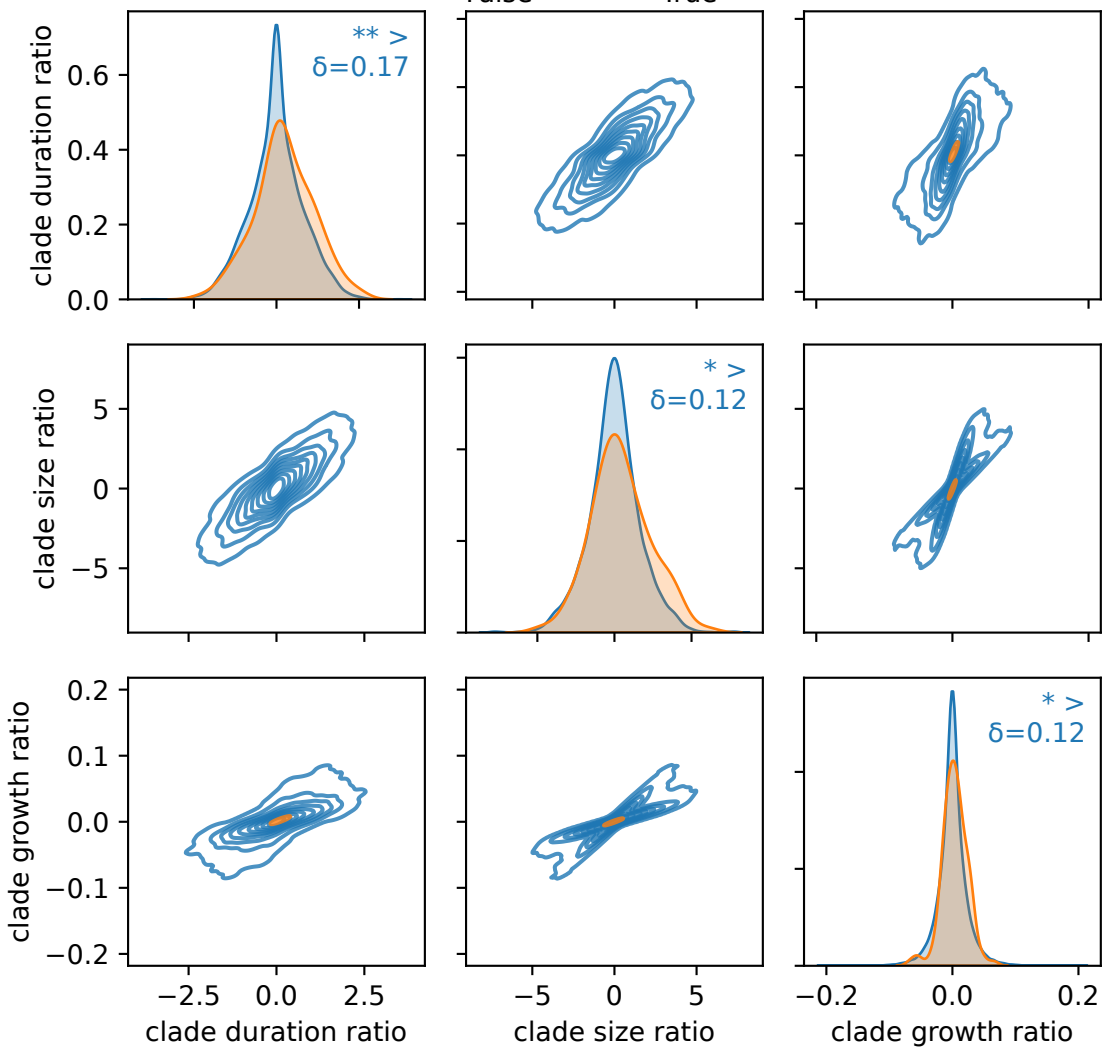 False True
clade duration ratio
0.6
0.4
0.2
0.0
** >
δ=0.17
clade size ratio
5
0
−5
* >
δ=0.12
clade growth ratio
0.2
0.1
0.0
−0.1
−0.2
* >
δ=0.12
−2.5 0.0 2.5
−5 0 5
−0.2 0.0 0.2
clade duration ratio
clade size ratio
clade growth ratio